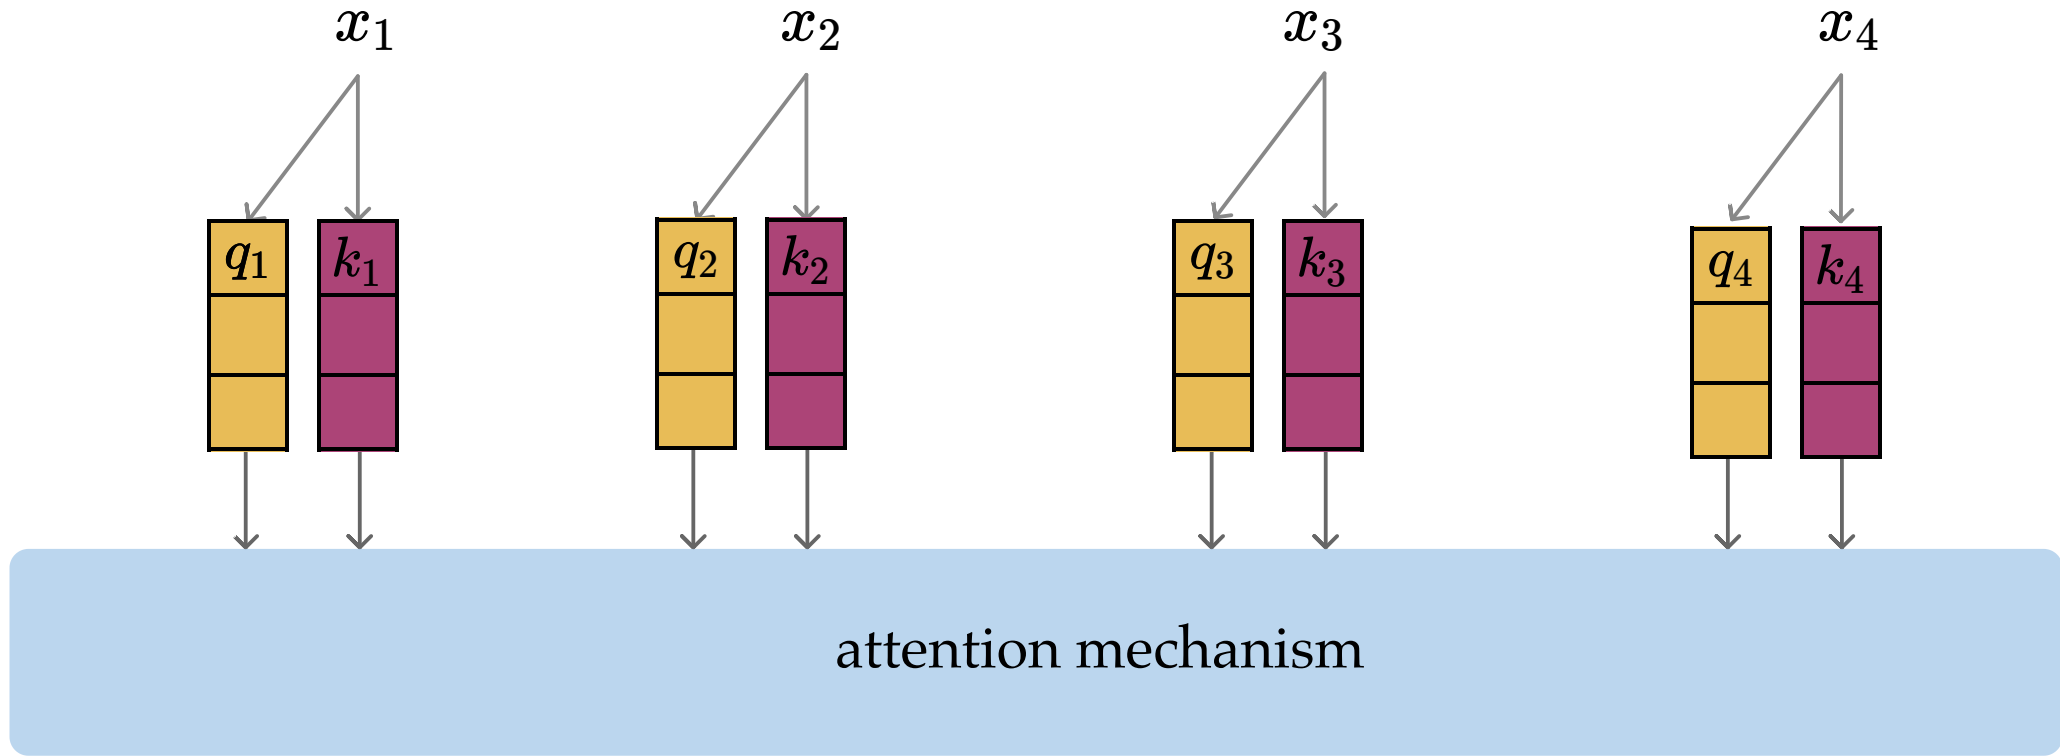 x₁ x₂ x₃ x₄
q₁ k₁ q₂ k₂ q₃ k₃ q₄ k₄
attention mechanism